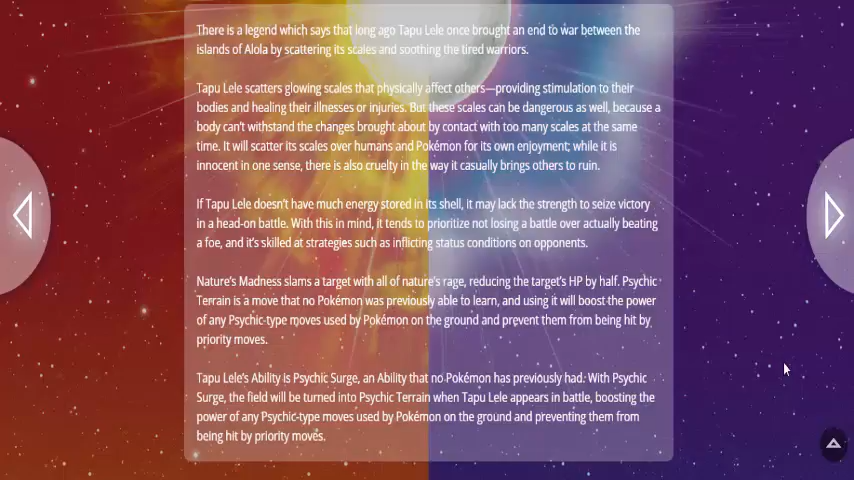 There is a legend which says that long ago Tapu Lele once brought an end to war between the
islands of Alola by scattering its scales and soothing the tired warriors.
Tapu Lele scatters glowing scales that physically affect others—providing stimulation to their
bodies and healing their illnesses or injuries. But these scales can be dangerous as well, because a
body can't withstand the changes brought about by contact with too many scales at the same
time. It will scatter its scales over humans and Pokémon for its own enjoyment; while it is
innocent in one sense, there is also cruelty in the way it casually brings others to ruin.
If Tapu Lele doesn't have much energy stored in its shell, it may lack the strength to seize victory
in a head-on battle. With this in mind, it tends to prioritize not losing a battle over actually beating
a foe, and it's skilled at strategies such as inflicting status conditions on opponents.
Nature's Madness slams a target with all of nature's rage, reducing the target's HP by half. Psychic
Terrain is a move that no Pokémon was previously able to learn, and using it will boost the power
of any Psychic-type moves used by Pokémon on the ground and prevent them from being hit by
priority moves.
Tapu Lele's Ability is Psychic Surge, an Ability that no Pokémon has previously had. With Psychic
Surge, the field will be turned into Psychic Terrain when Tapu Lele appears in battle, boosting the
power of any Psychic-type moves used by Pokémon on the ground and preventing them from
being hit by priority moves.